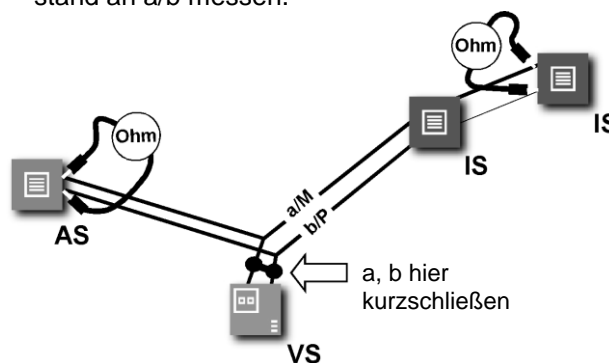 stand an a/b messen.
Ohm
IS
Ohm
IS
a/M
b/P
AS
a, b hier
kurzschließen
VS